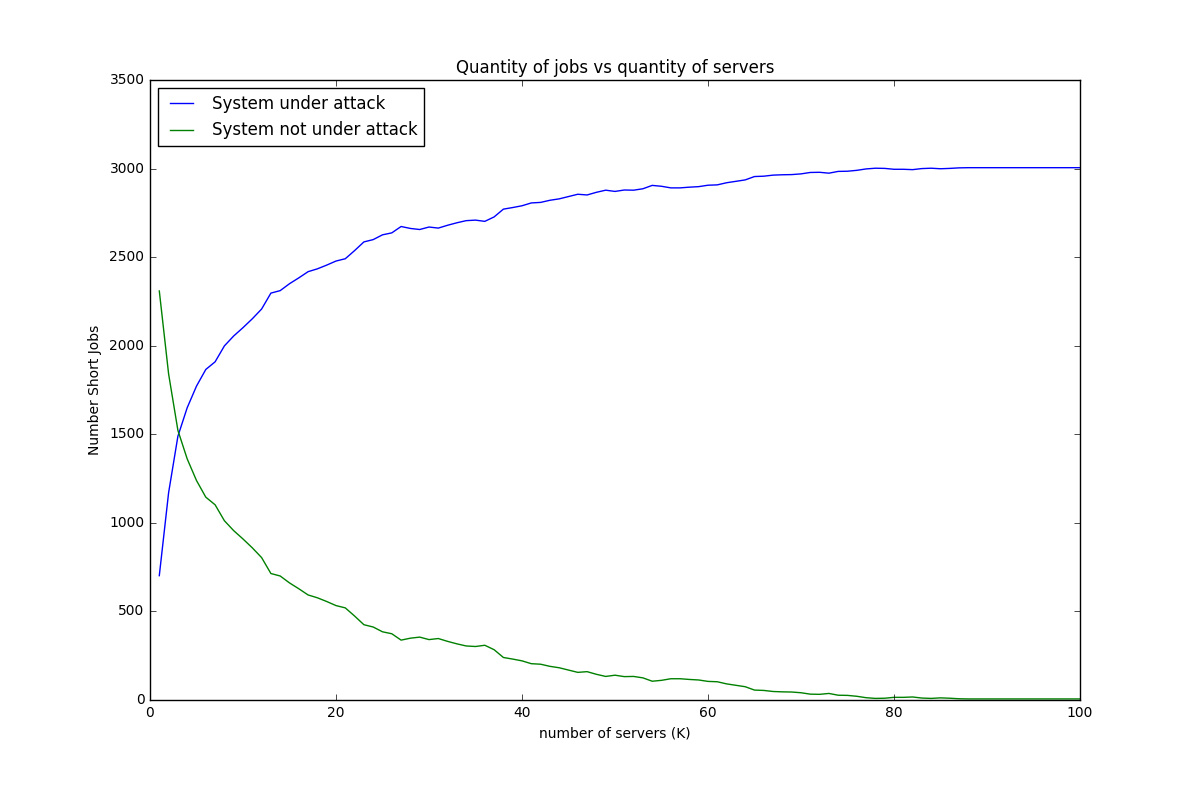 Quantity of jobs vs quantity of servers
System under attack
System not under attack
3500
3000
2500
2000
1500
1000
500
0
Number Short Jobs
0 20 40 60 80 100
number of servers (K)